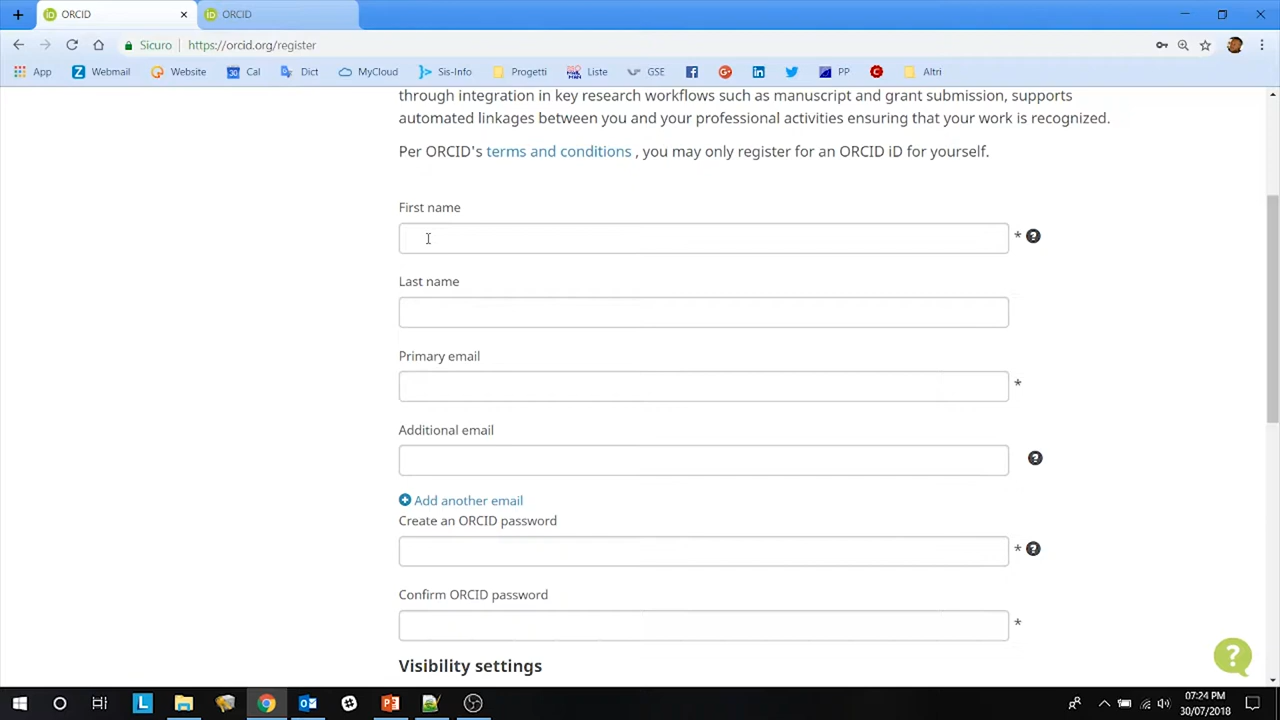 ORCID
ORCID
Sicuro https://orcid.org/register
App Webmail Website Cal Dict MyCloud Sis-Info Progetti Liste GSE PP Altri
through integration in key research workflows such as manuscript and grant submission, supports
automated linkages between you and your professional activities ensuring that your work is recognized.
Per ORCID's terms and conditions , you may only register for an ORCID iD for yourself.
First name
*
Last name
Primary email
*
Additional email
Add another email
Create an ORCID password
*
Confirm ORCID password
*
Visibility settings
07:24 PM
30/07/2018